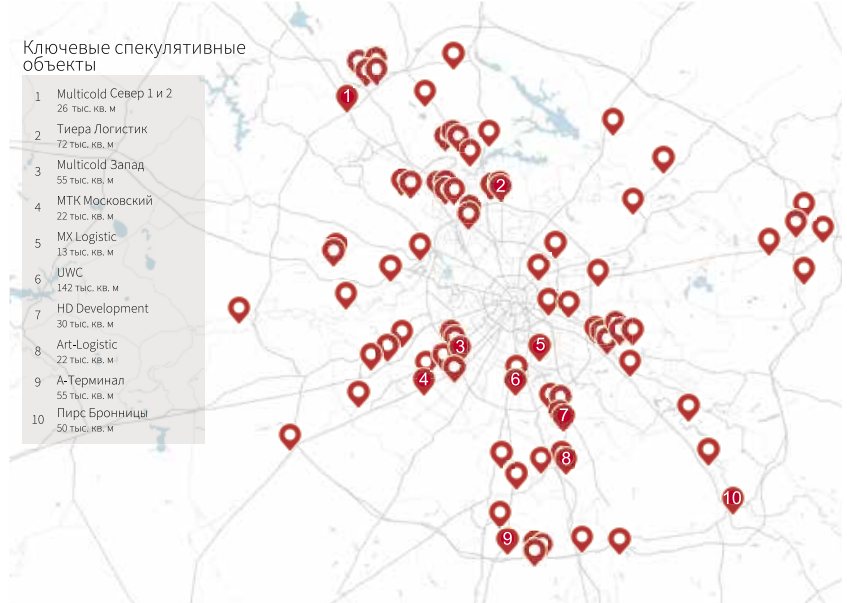 Ключевые спекулятивные
объекты
1 Multicold Север 1 и 2
26 тыс. кв. м
2 Тиера Логистик
72 тыс. кв. м
3 Multicold Запад
55 тыс. кв. м
4 МТК Московский
22 тыс. кв. м
5 MX Logistic
13 тыс. кв. м
6 UWC
142 тыс. кв. м
7 HD Development
30 тыс. кв. м
8 Art-Logistic
22 тыс. кв. м
9 А-Терминал
55 тыс. кв. м
10 Пирс Бронницы
50 тыс. кв. м
1
2
3
4
5
6
7
8
9
10